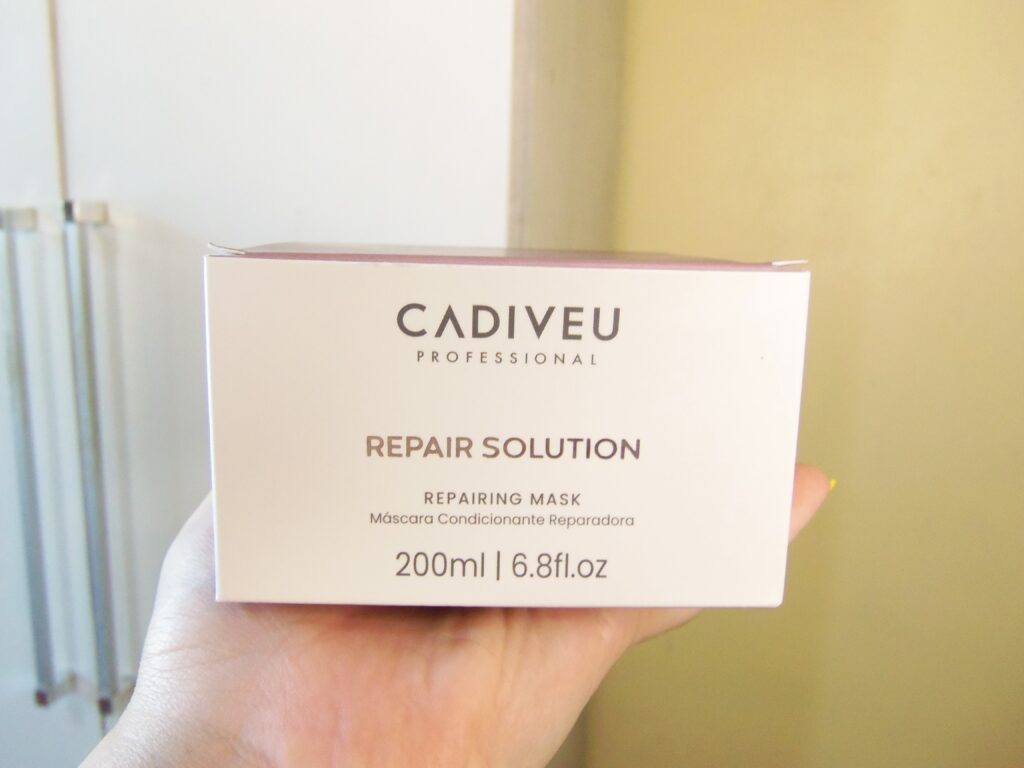 CADIVEU
PROFESSIONAL
REPAIR SOLUTION
REPAIRING MASK
Máscara Condicionante Reparadora
200ml | 6.8fl.oz